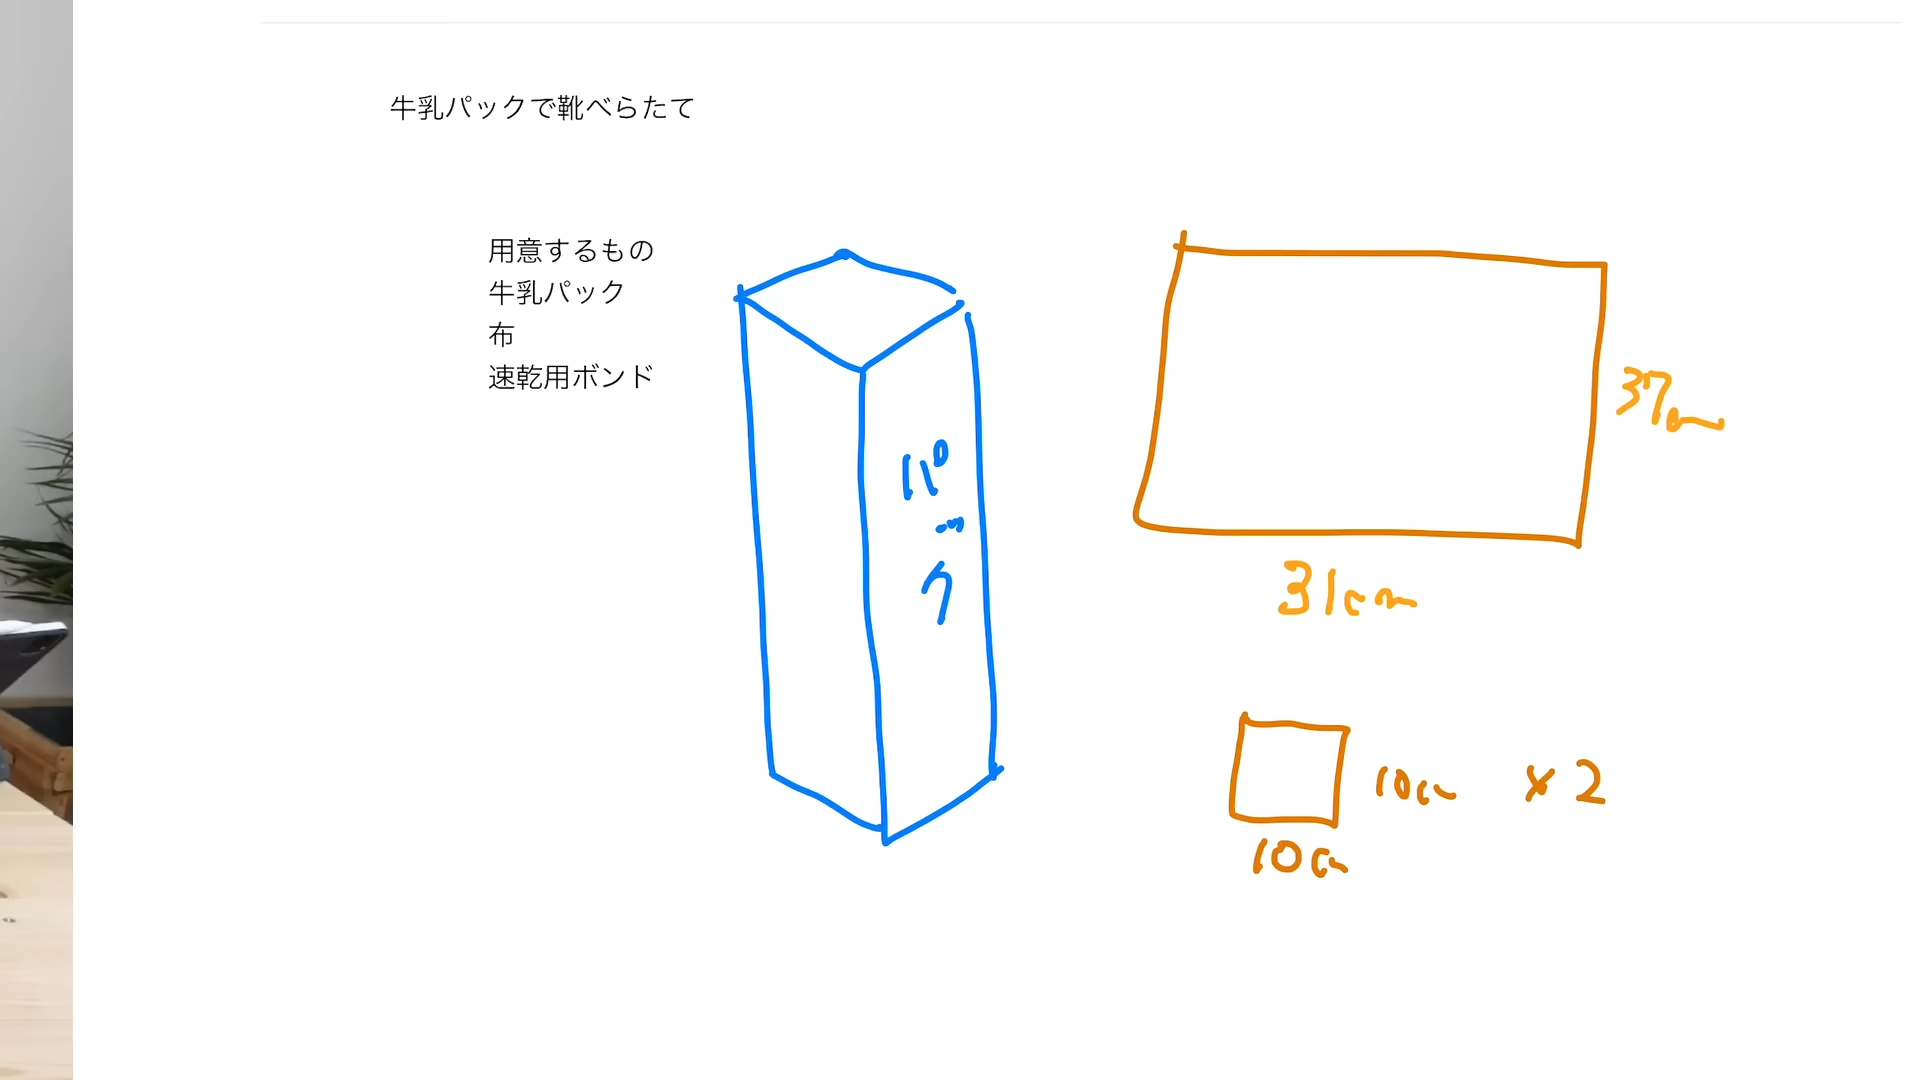 牛乳パックで靴べらたて
用意するもの
牛乳パック
布
速乾用ボンド
パック
37cm
31cm
10cm
×2
10cm